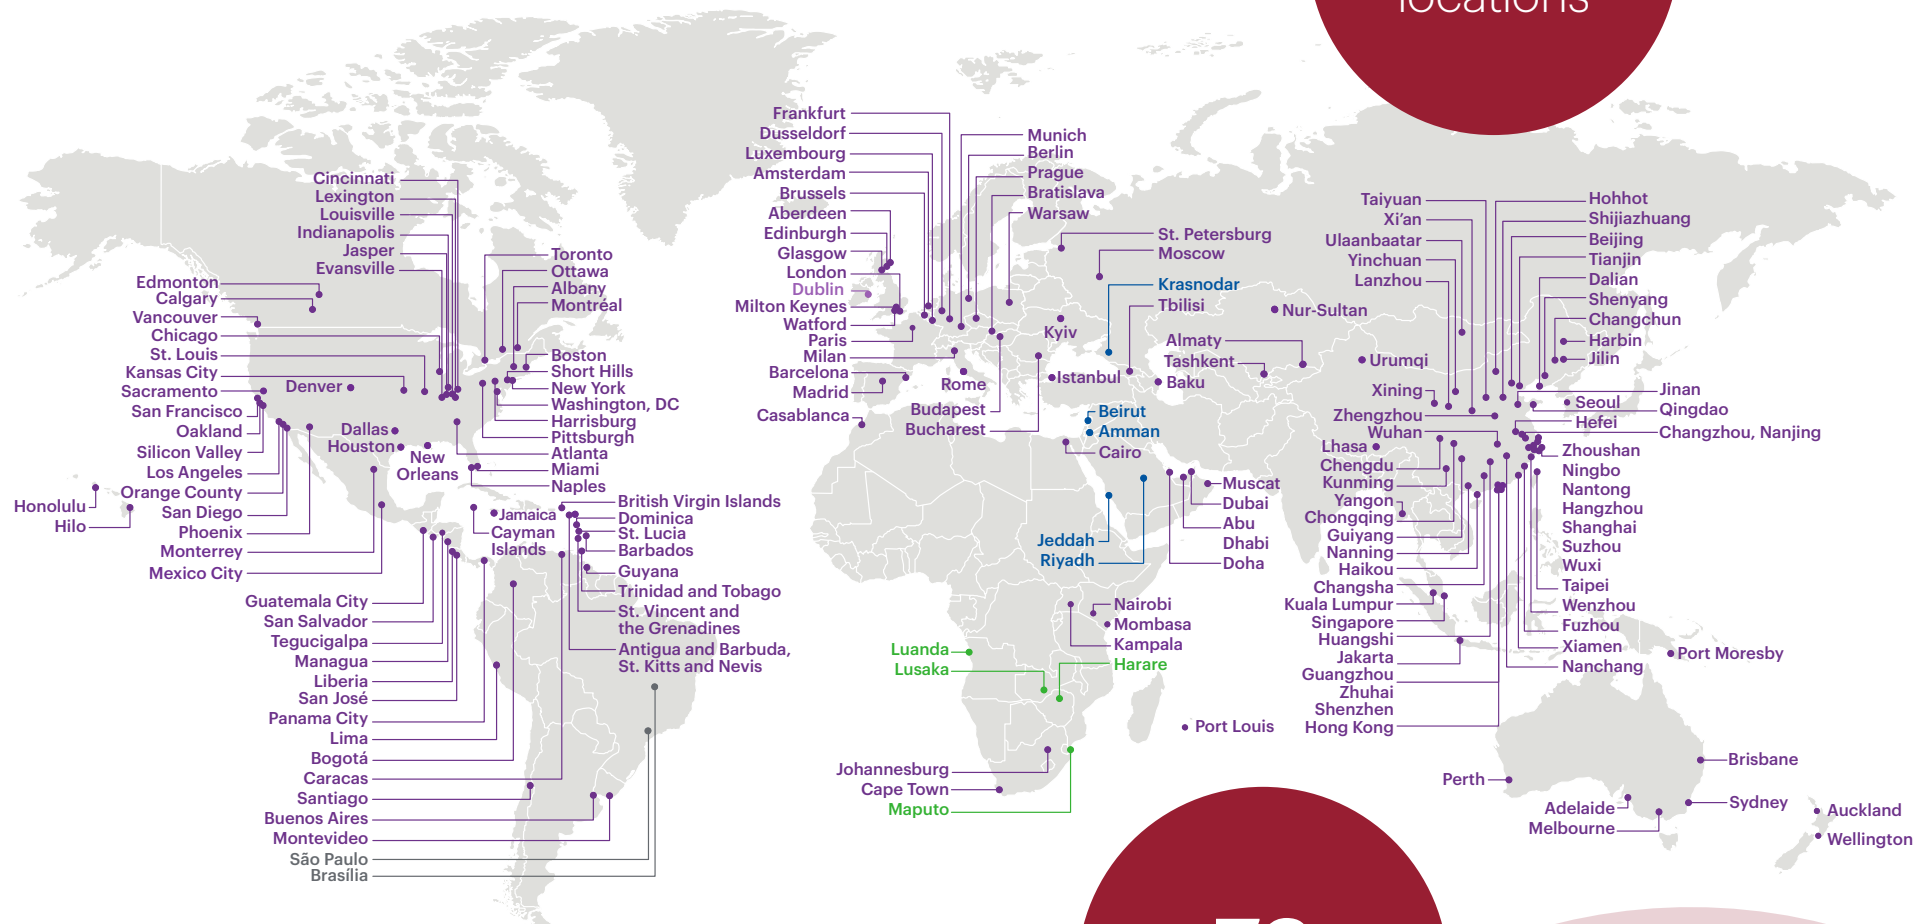 locations
Cincinnati
Lexington
Louisville
Indianapolis
Jasper
Evansville
Edmonton
Calgary
Vancouver
Chicago
St. Louis
Kansas City
Sacramento
San Francisco
Oakland
Silicon Valley
Los Angeles
Orange County
San Diego
Phoenix
Monterrey
Mexico City
Honolulu
Hilo
Denver
Dallas
Houston
New
Orleans
Toronto
Ottawa
Albany
Montréal
Boston
Short Hills
New York
Washington, DC
Harrisburg
Pittsburgh
Atlanta
Miami
Naples
Jamaica
Cayman
Islands
British Virgin Islands
Dominica
St. Lucia
Barbados
Guyana
Trinidad and Tobago
St. Vincent and
the Grenadines
Antigua and Barbuda,
St. Kitts and Nevis
Guatemala City
San Salvador
Tegucigalpa
Managua
Liberia
San José
Panama City
Lima
Bogotá
Caracas
Santiago
Buenos Aires
Montevideo
São Paulo
Brasília
Frankfurt
Dusseldorf
Luxembourg
Amsterdam
Brussels
Aberdeen
Edinburgh
Glasgow
London
Dublin
Milton Keynes
Watford
Paris
Milan
Barcelona
Madrid
Casablanca
Munich
Berlin
Prague
Bratislava
Warsaw
St. Petersburg
Moscow
Krasnodar
Tbilisi
Kyiv
Rome
Istanbul
Budapest
Bucharest
Baku
Beirut
Amman
Cairo
Nur-Sultan
Almaty
Tashkent
Muscat
Dubai
Abu
Dhabi
Doha
Jeddah
Riyadh
Nairobi
Mombasa
Kampala
Harare
Luanda
Lusaka
Port Louis
Johannesburg
Cape Town
Maputo
Taiyuan
Xi’an
Ulaanbaatar
Yinchuan
Lanzhou
Urumqi
Xining
Zhengzhou
Wuhan
Lhasa
Chengdu
Kunming
Yangon
Chongqing
Guiyang
Nanning
Haikou
Changsha
Kuala Lumpur
Singapore
Huangshi
Jakarta
Guangzhou
Zhuhai
Shenzhen
Hong Kong
Hohhot
Shijiazhuang
Beijing
Tianjin
Dalian
Shenyang
Changchun
Harbin
Jilin
Jinan
Seoul
Qingdao
Hefei
Changzhou, Nanjing
Zhoushan
Ningbo
Nantong
Hangzhou
Shanghai
Suzhou
Wuxi
Taipei
Wenzhou
Fuzhou
Xiamen
Nanchang
Port Moresby
Perth
Adelaide
Melbourne
Brisbane
Sydney
Auckland
Wellington